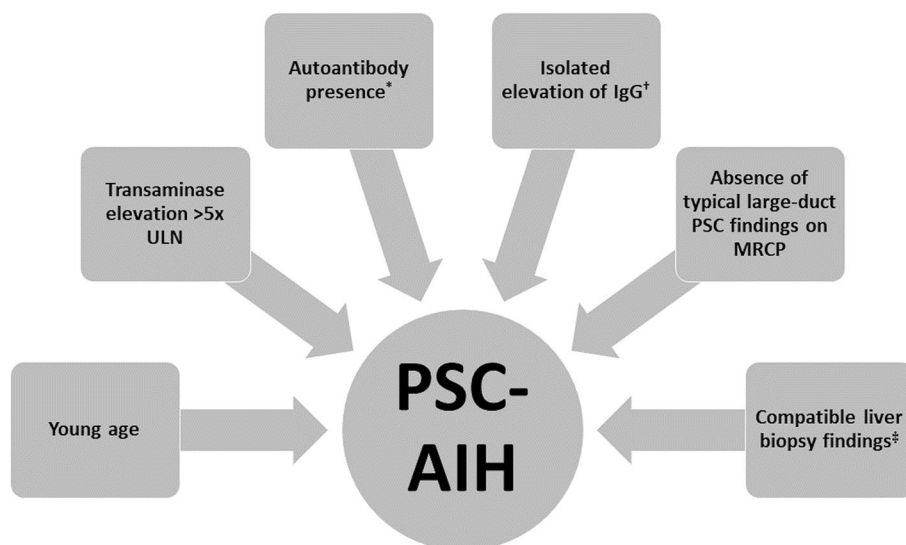 Autoantibody
presence*
Isolated
elevation of IgG†
Transaminase
elevation >5x
ULN
Absence of
typical large-duct
PSC findings on
MRCP
Young age
PSC-
AIH
Compatible liver
biopsy findings‡